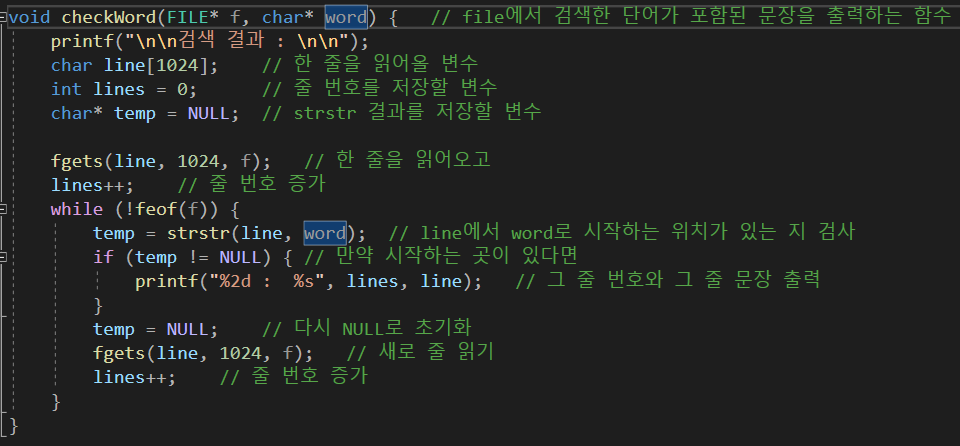 void checkWord(FILE* f, char* word) {   // file에서 검색한 단어가 포함된 문장을 출력하는 함수
    printf("\n\n검색 결과 : \n\n");
    char line[1024];    // 한 줄을 읽어올 변수
    int lines = 0;      // 줄 번호를 저장할 변수
    char* temp = NULL;  // strstr 결과를 저장할 변수

    fgets(line, 1024, f);   // 한 줄을 읽어오고
    lines++;    // 줄 번호 증가
    while (!feof(f)) {
        temp = strstr(line, word);  // line에서 word로 시작하는 위치가 있는 지 검사
        if (temp != NULL) { // 만약 시작하는 곳이 있다면
            printf("%2d :  %s", lines, line);   // 그 줄 번호와 그 줄 문장 출력
        }
        temp = NULL;    // 다시 NULL로 초기화
        fgets(line, 1024, f);   // 새로 줄 읽기
        lines++;    // 줄 번호 증가
    }
}